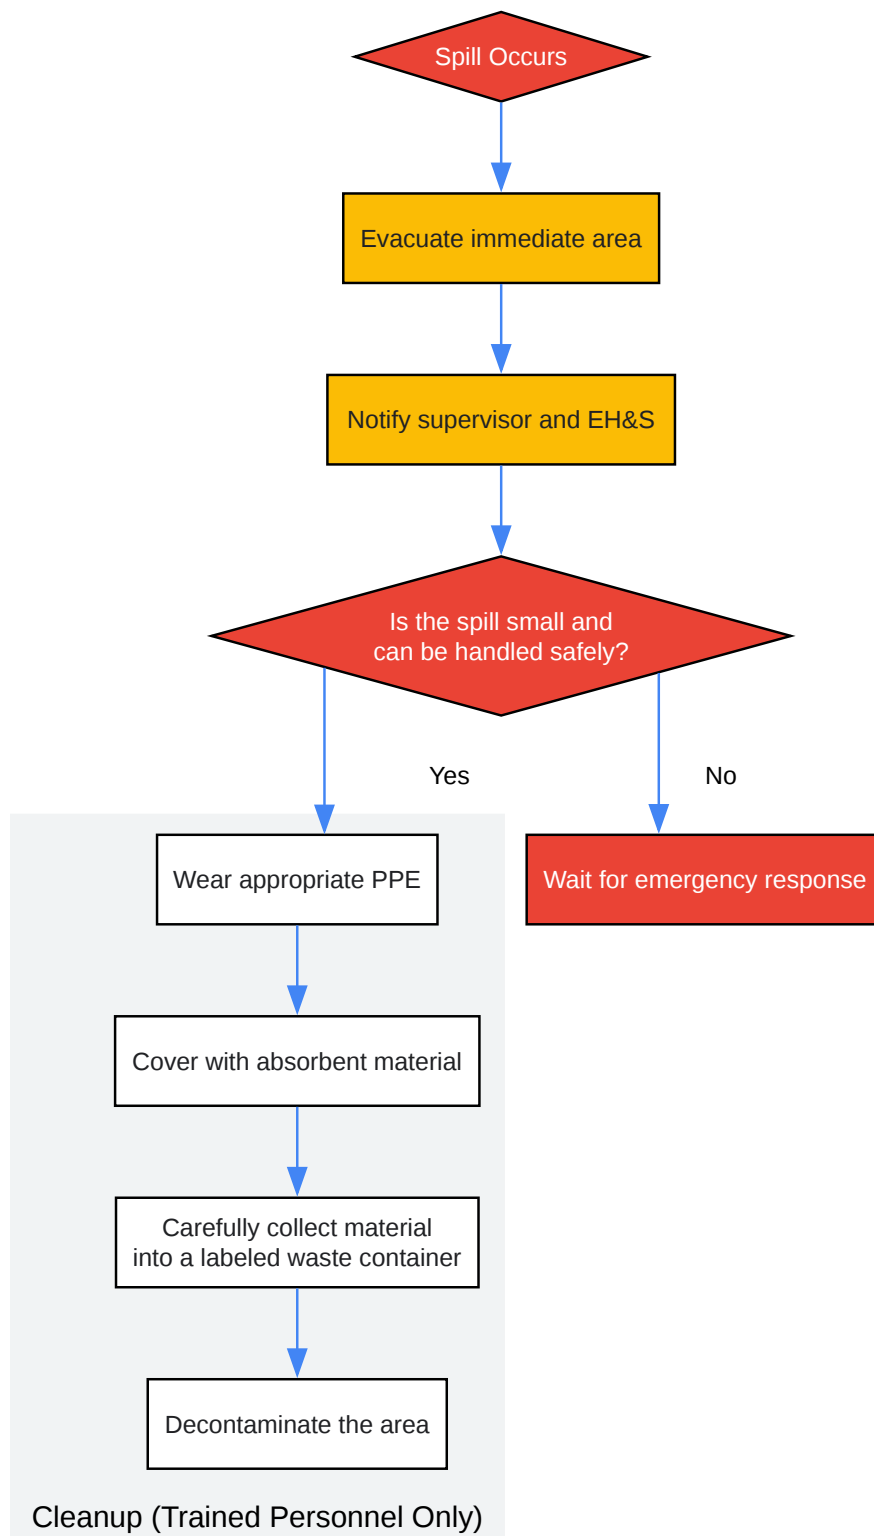 Spill Occurs
Evacuate immediate area
Notify supervisor and EH&S
Is the spill small and
can be handled safely?
Yes
No
Wear appropriate PPE
Wait for emergency response
Cover with absorbent material
Carefully collect material
into a labeled waste container
Decontaminate the area
Cleanup (Trained Personnel Only)